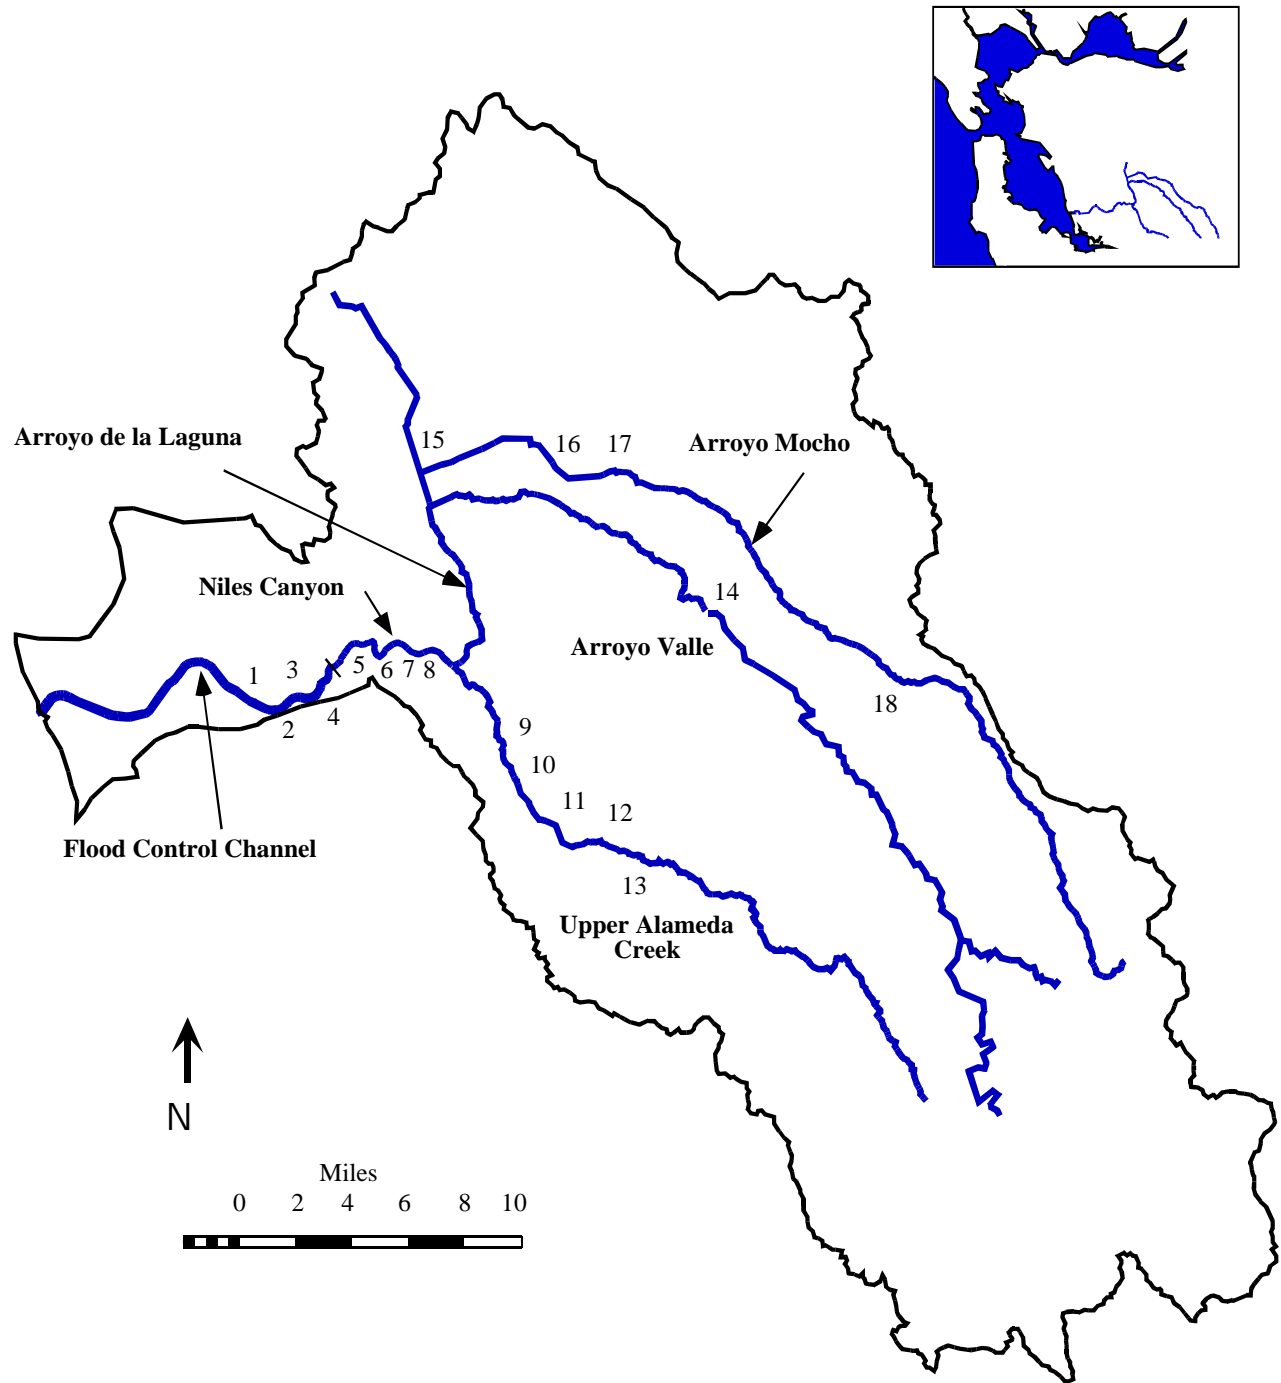 Arroyo de la Laguna
15
16
17
Arroyo Mocho
Niles Canyon
14
Arroyo Valle
1
3
5
6
7
8
2
4
18
9
10
11
12
13
Flood Control Channel
Upper Alameda
Creek
N
Miles
0 2 4 6 8 10